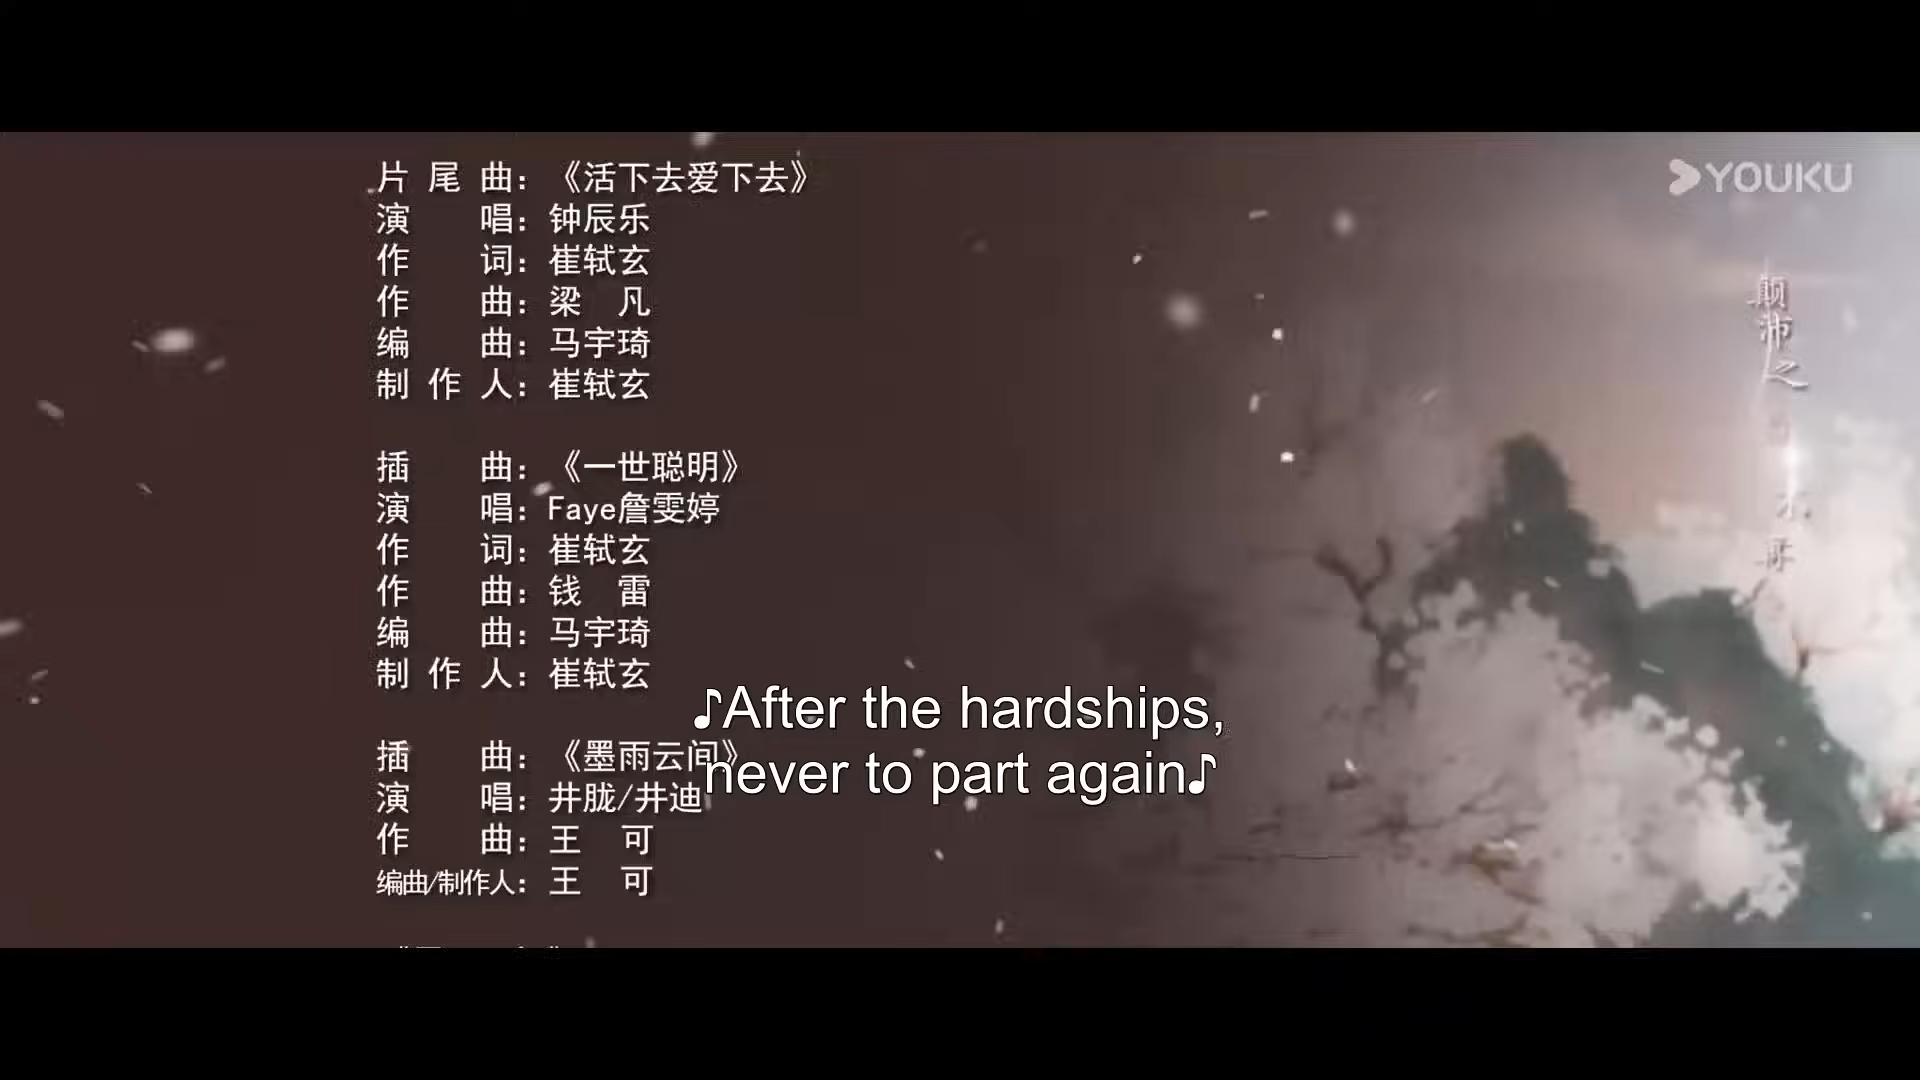 片尾曲：《活下去爱下去》
演唱：钟辰乐
作词：崔轼玄
作曲：梁凡
编曲：马宇琦
制作人：崔轼玄
插曲：《一世聪明》
演唱：Faye詹雯婷
作词：崔轼玄
作曲：钱雷
编曲：马宇琦
制作人：崔轼玄
插曲：《墨雨云间》
演唱：井胧/井迪
作曲：王可
编曲/制作人：王可
♪After the hardships,
never to part again♪
YOUKU
颠沛之